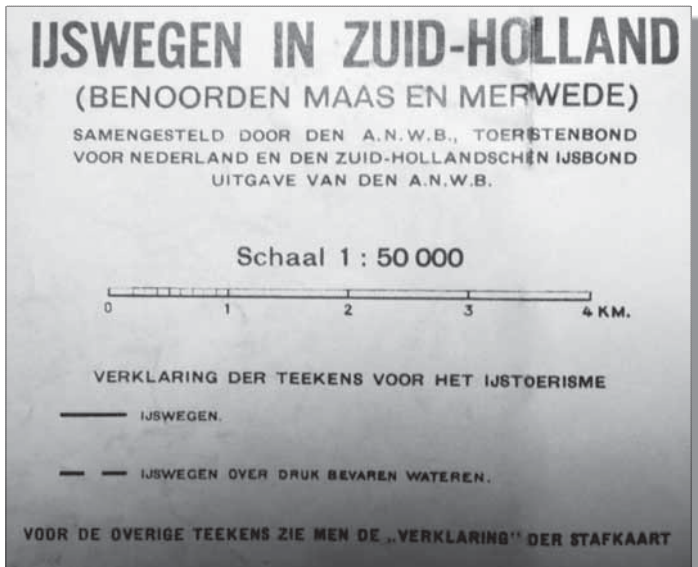 IJSWEGEN IN ZUID-HOLLAND
(BENOORDEN MAAS EN MERWEDE)
SAMENGESTELD DOOR DEN A.N.W.B., TOERISTENBOND
VOOR NEDERLAND EN DEN ZUID-HOLLANDSCHEN IJSBOND
UITGAVE VAN DEN A.N.W.B.
Schaal 1 : 50 000
0 1 2 3 4 KM.
VERKLARING DER TEEKENS VOOR HET IJSTOERISME
IJSWEGEN.
IJSWEGEN OVER DRUK BEVAREN WATEREN.
VOOR DE OVERIGE TEEKENS ZIE MEN DE „VERKLARING" DER STAFKAART